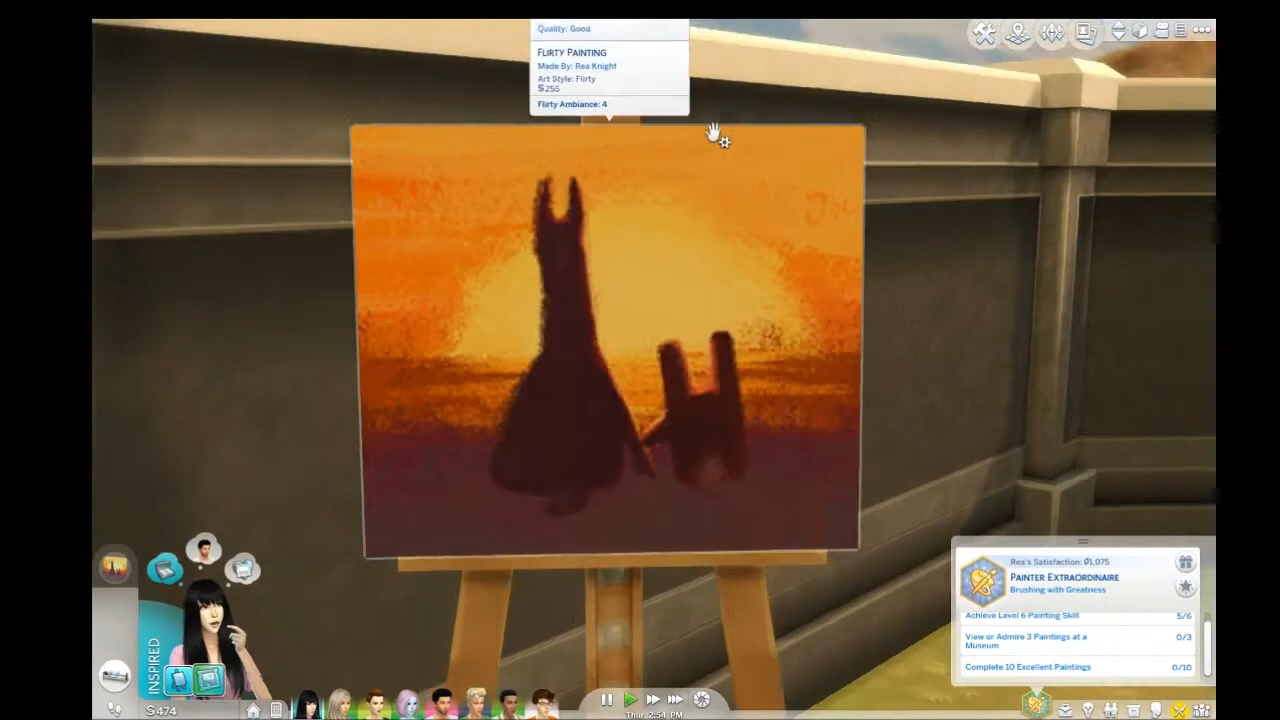 Quality: Good
FLIRTY PAINTING
Made By: Rea Knight
Art Style: Flirty
§255
Flirty Ambiance: 4
Rea's Satisfaction: 1,075
PAINTER EXTRAORDINAIRE
Brushing with Greatness
Achieve Level 6 Painting Skill 5/6
View or Admire 3 Paintings at a
Museum 0/3
Complete 10 Excellent Paintings 0/10
INSPIRED
§474
Thur. 2:54 PM